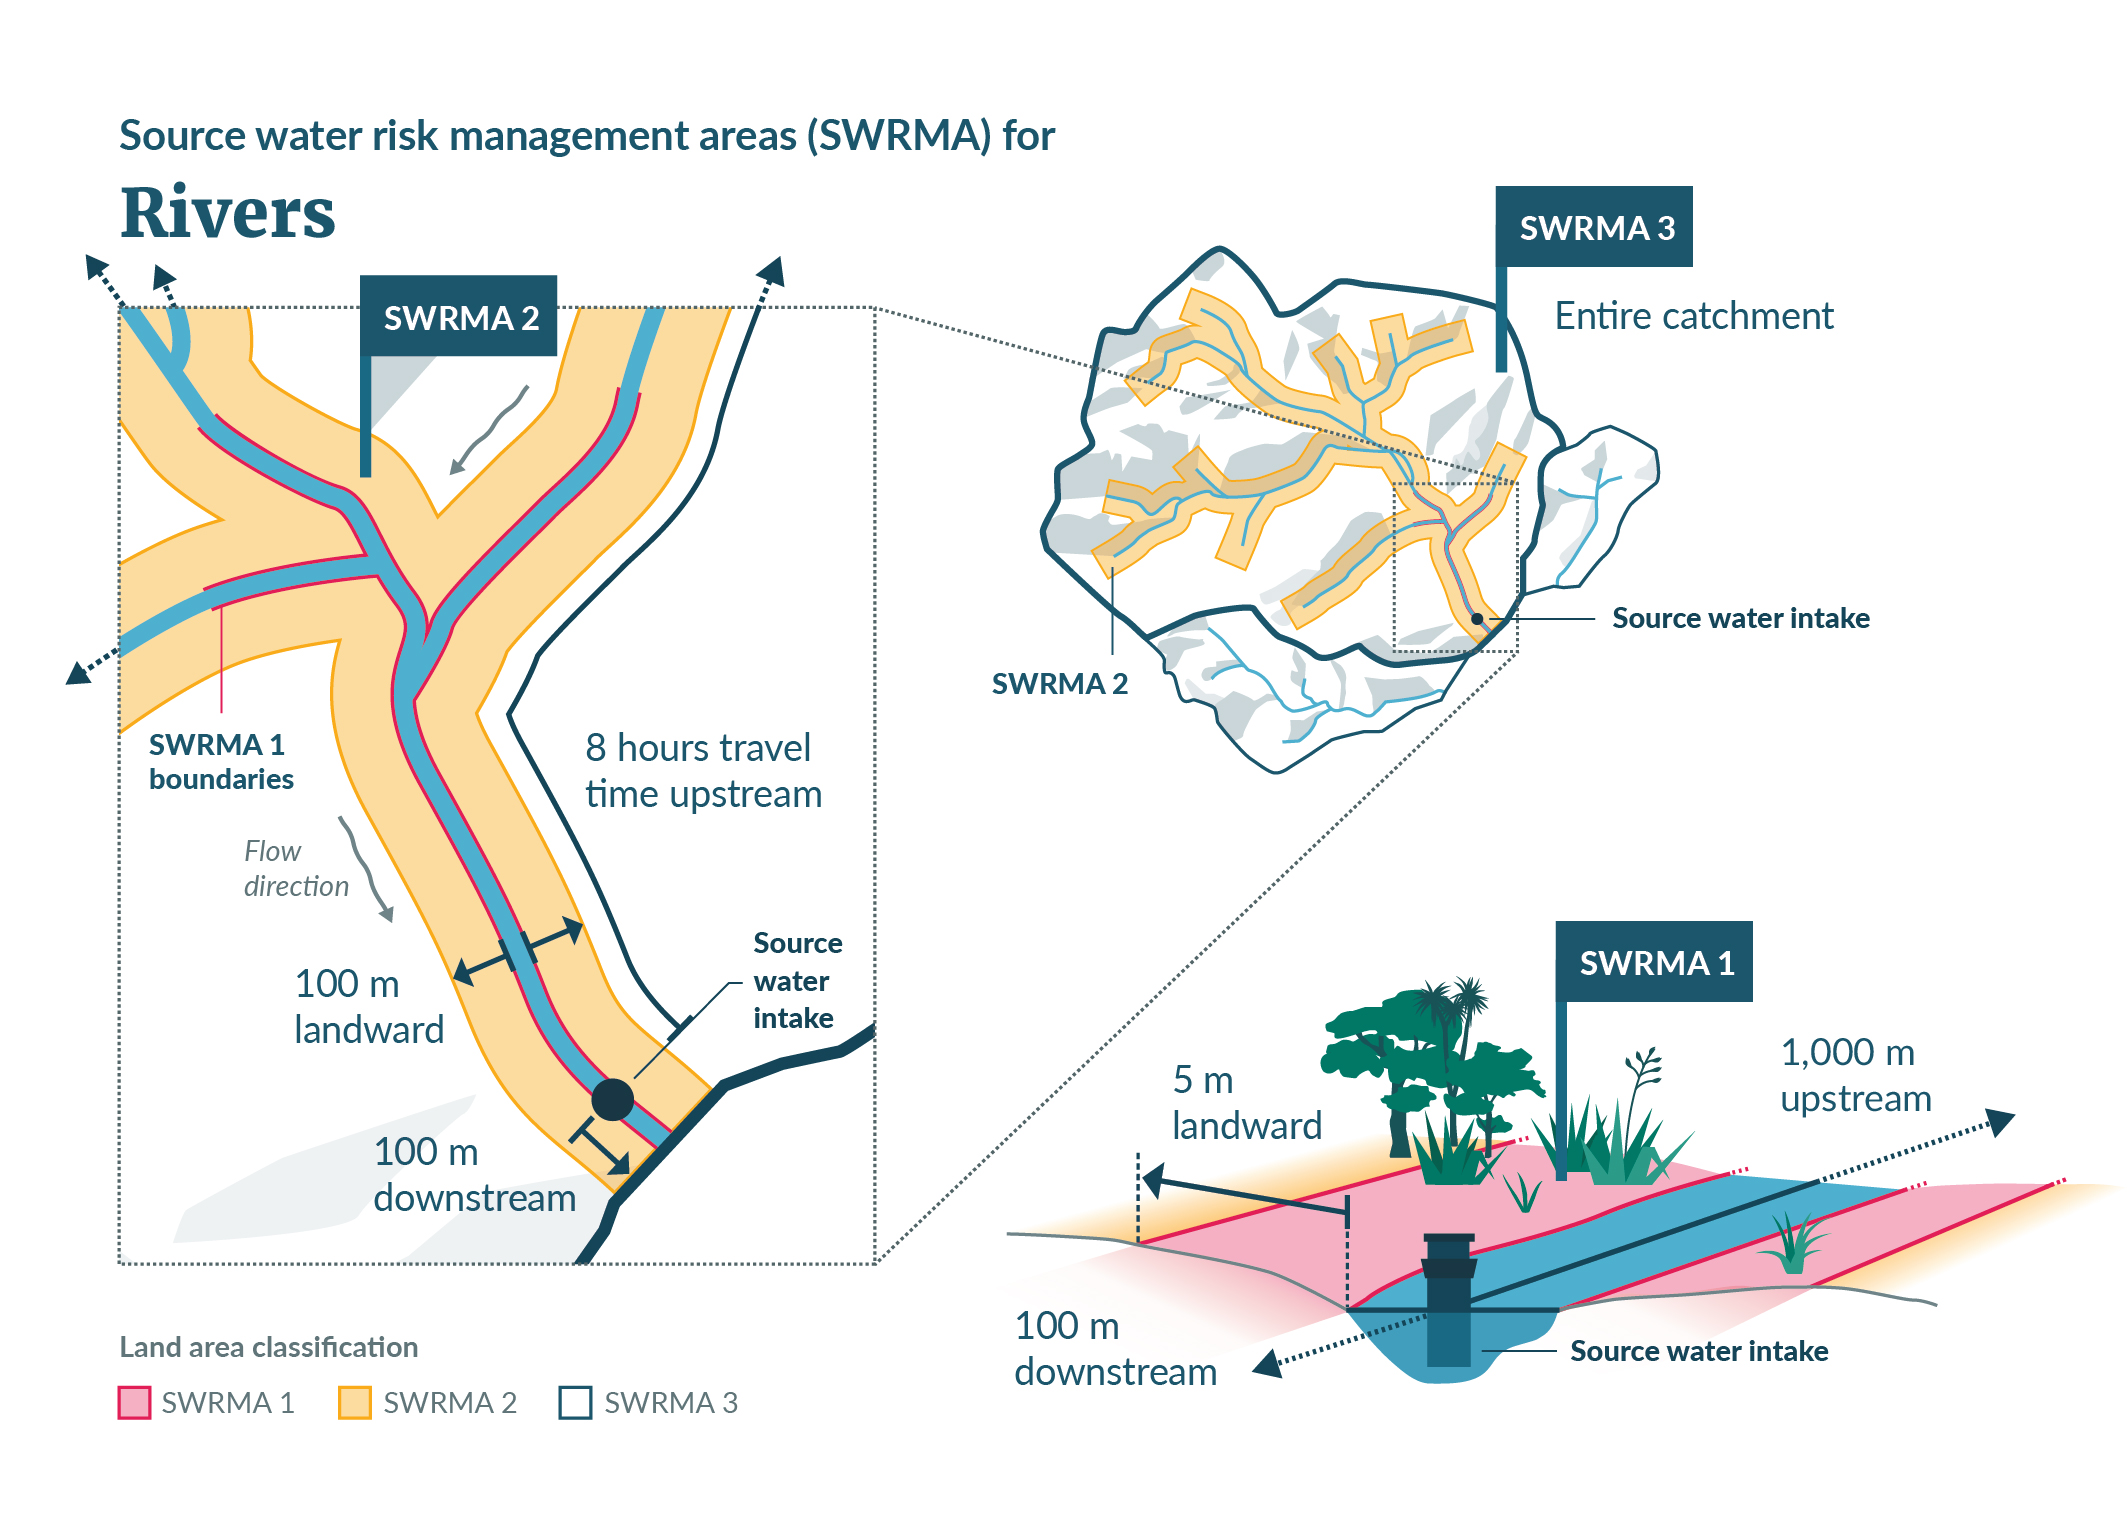 Source water risk management areas (SWRMA) for
Rivers
SWRMA 2
SWRMA 1
boundaries
Flow
direction
8 hours travel
time upstream
100 m
landward
Source
water
intake
100 m
downstream
SWRMA 3
Entire catchment
Source water intake
SWRMA 2
SWRMA 1
5 m
landward
1,000 m
upstream
100 m
downstream
Source water intake
Land area classification
SWRMA 1
SWRMA 2
SWRMA 3